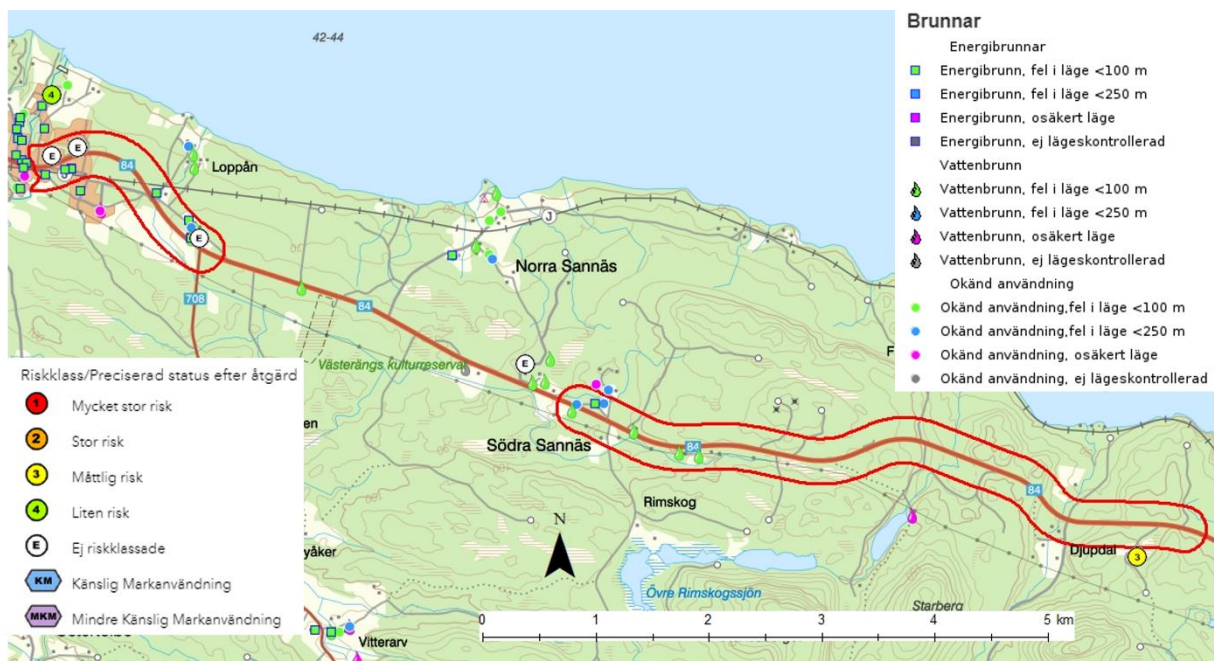 42-44
Brunnar
Energibrunnar
Energibrunn, fel i läge <100 m
Energibrunn, fel i läge <250 m
Energibrunn, osäkert läge
Energibrunn, ej lägeskontrollerad
Vattenbrunn
Vattenbrunn, fel i läge <100 m
Vattenbrunn, fel i läge <250 m
Vattenbrunn, osäkert läge
Vattenbrunn, ej lägeskontrollerad
Okänd användning
Okänd användning,fel i läge <100 m
Okänd användning,fel i läge <250 m
Okänd användning, osäkert läge
Okänd användning, ej lägeskontrollerad
4
E
E
84
Loppån
E
J
Norra Sannäs
708
84
Västerängs kulturreservat
E
F
Södra Sannäs
84
84
Rimskog
Djupdal
3
N
Övre Rimskogssjön
Starberg
0 1 2 3 4 5 km
Vitterarv
en
yåker
Riskklass/Preciserad status efter åtgärd
1 Mycket stor risk
2 Stor risk
3 Måttlig risk
4 Liten risk
E Ej riskklassade
KM Känslig Markanvändning
MKM Mindre Känslig Markanvändning